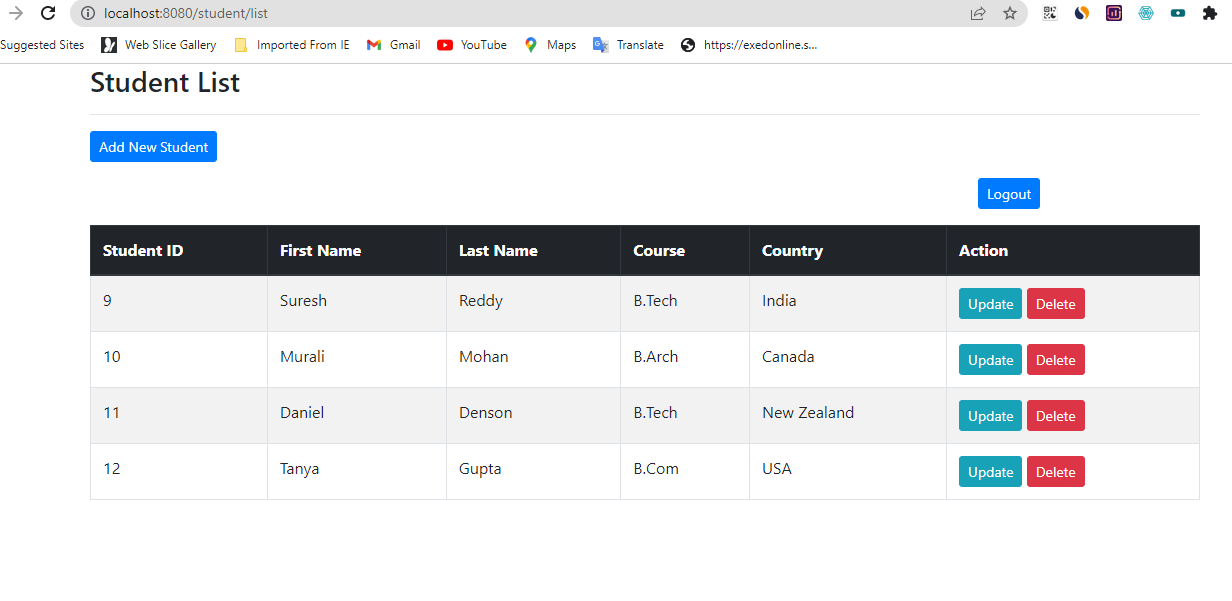 localhost:8080/student/list
Suggested Sites Web Slice Gallery Imported From IE Gmail YouTube Maps Translate https://exedonline.s...
Student List
Add New Student
Logout
Student ID First Name Last Name Course Country Action
9 Suresh Reddy B.Tech India Update Delete
10 Murali Mohan B.Arch Canada Update Delete
11 Daniel Denson B.Tech New Zealand Update Delete
12 Tanya Gupta B.Com USA Update Delete